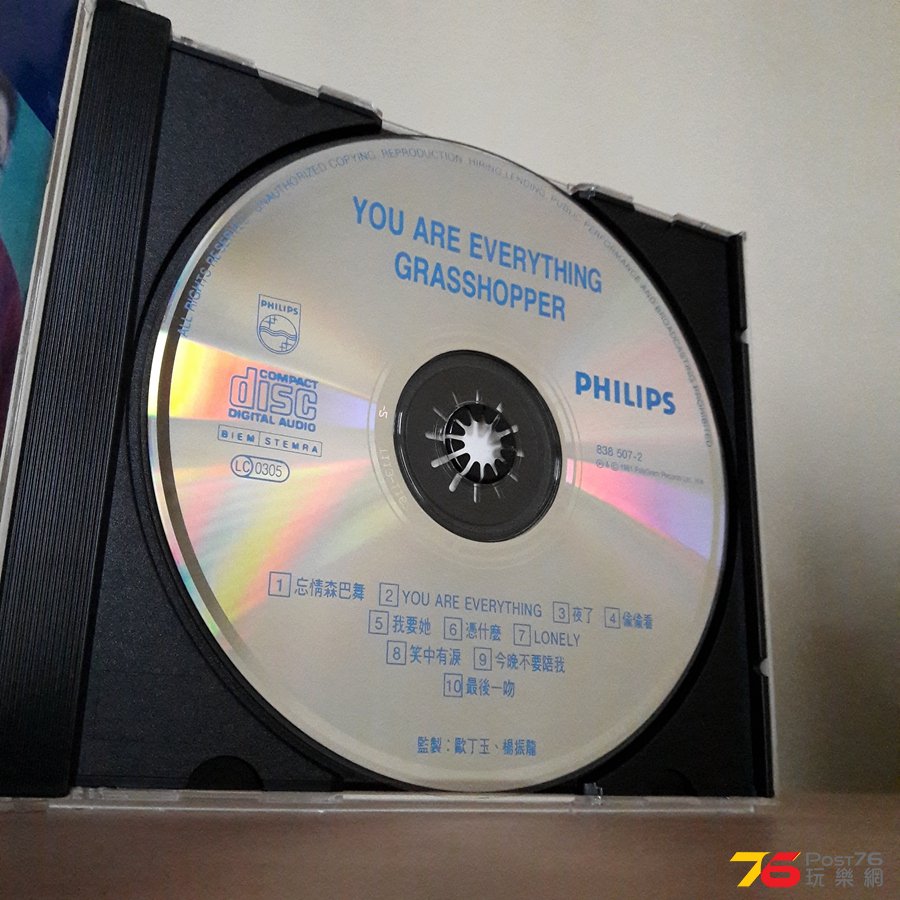 ALL RIGHTS RESERVED. UNAUTHORIZED COPYING, REPRODUCTION, HIRING, LENDING, PUBLIC PERFORMANCE AND BROADCASTING PROHIBITED
YOU ARE EVERYTHING
GRASSHOPPER
PHILIPS
COMPACT
disc
DIGITAL AUDIO
BIEM STEMRA
LC 0305
PHILIPS
838 507-2
1 忘情森巴舞 2 YOU ARE EVERYTHING 3 夜了 4 偷偷看
5 我要她 6 憑什麼 7 LONELY
8 笑中有淚 9 今晚不要陪我
10 最後一吻
監製：歐丁玉、楊振龍
76 POST76
玩樂網